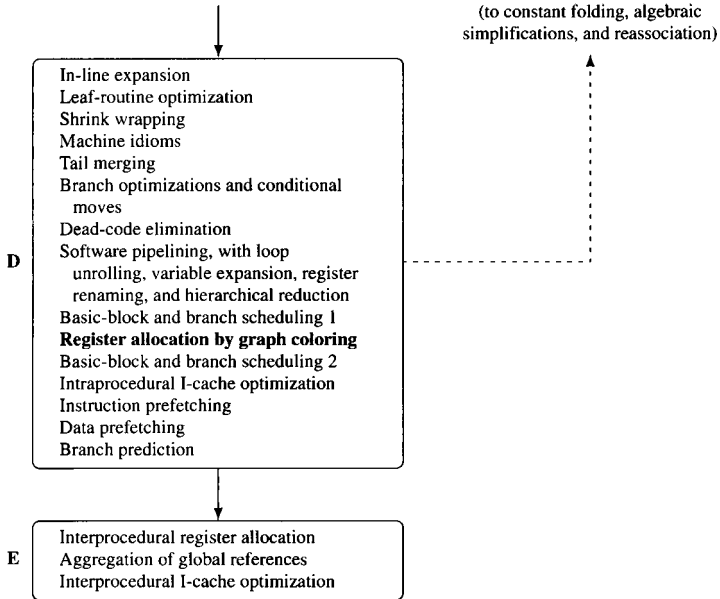 (to constant folding, algebraic
simplifications, and reassociation)
In-line expansion
Leaf-routine optimization
Shrink wrapping
Machine idioms
Tail merging
Branch optimizations and conditional
moves
Dead-code elimination
D
Software pipelining, with loop
unrolling, variable expansion, register
renaming, and hierarchical reduction
Basic-block and branch scheduling 1
Register allocation by graph coloring
Basic-block and branch scheduling 2
Intraprocedural I-cache optimization
Instruction prefetching
Data prefetching
Branch prediction
E
Interprocedural register allocation
Aggregation of global references
Interprocedural I-cache optimization